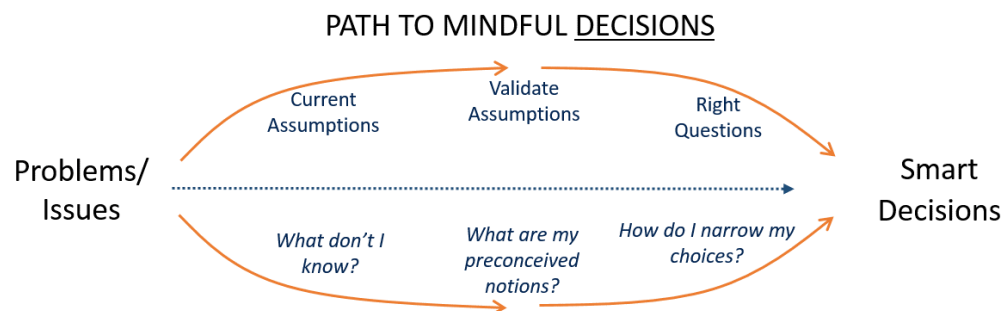 PATH TO MINDFUL DECISIONS
Current
Assumptions
Validate
Assumptions
Right
Questions
Problems/
Issues
Smart
Decisions
What don’t I
know?
What are my
preconceived
notions?
How do I narrow my
choices?